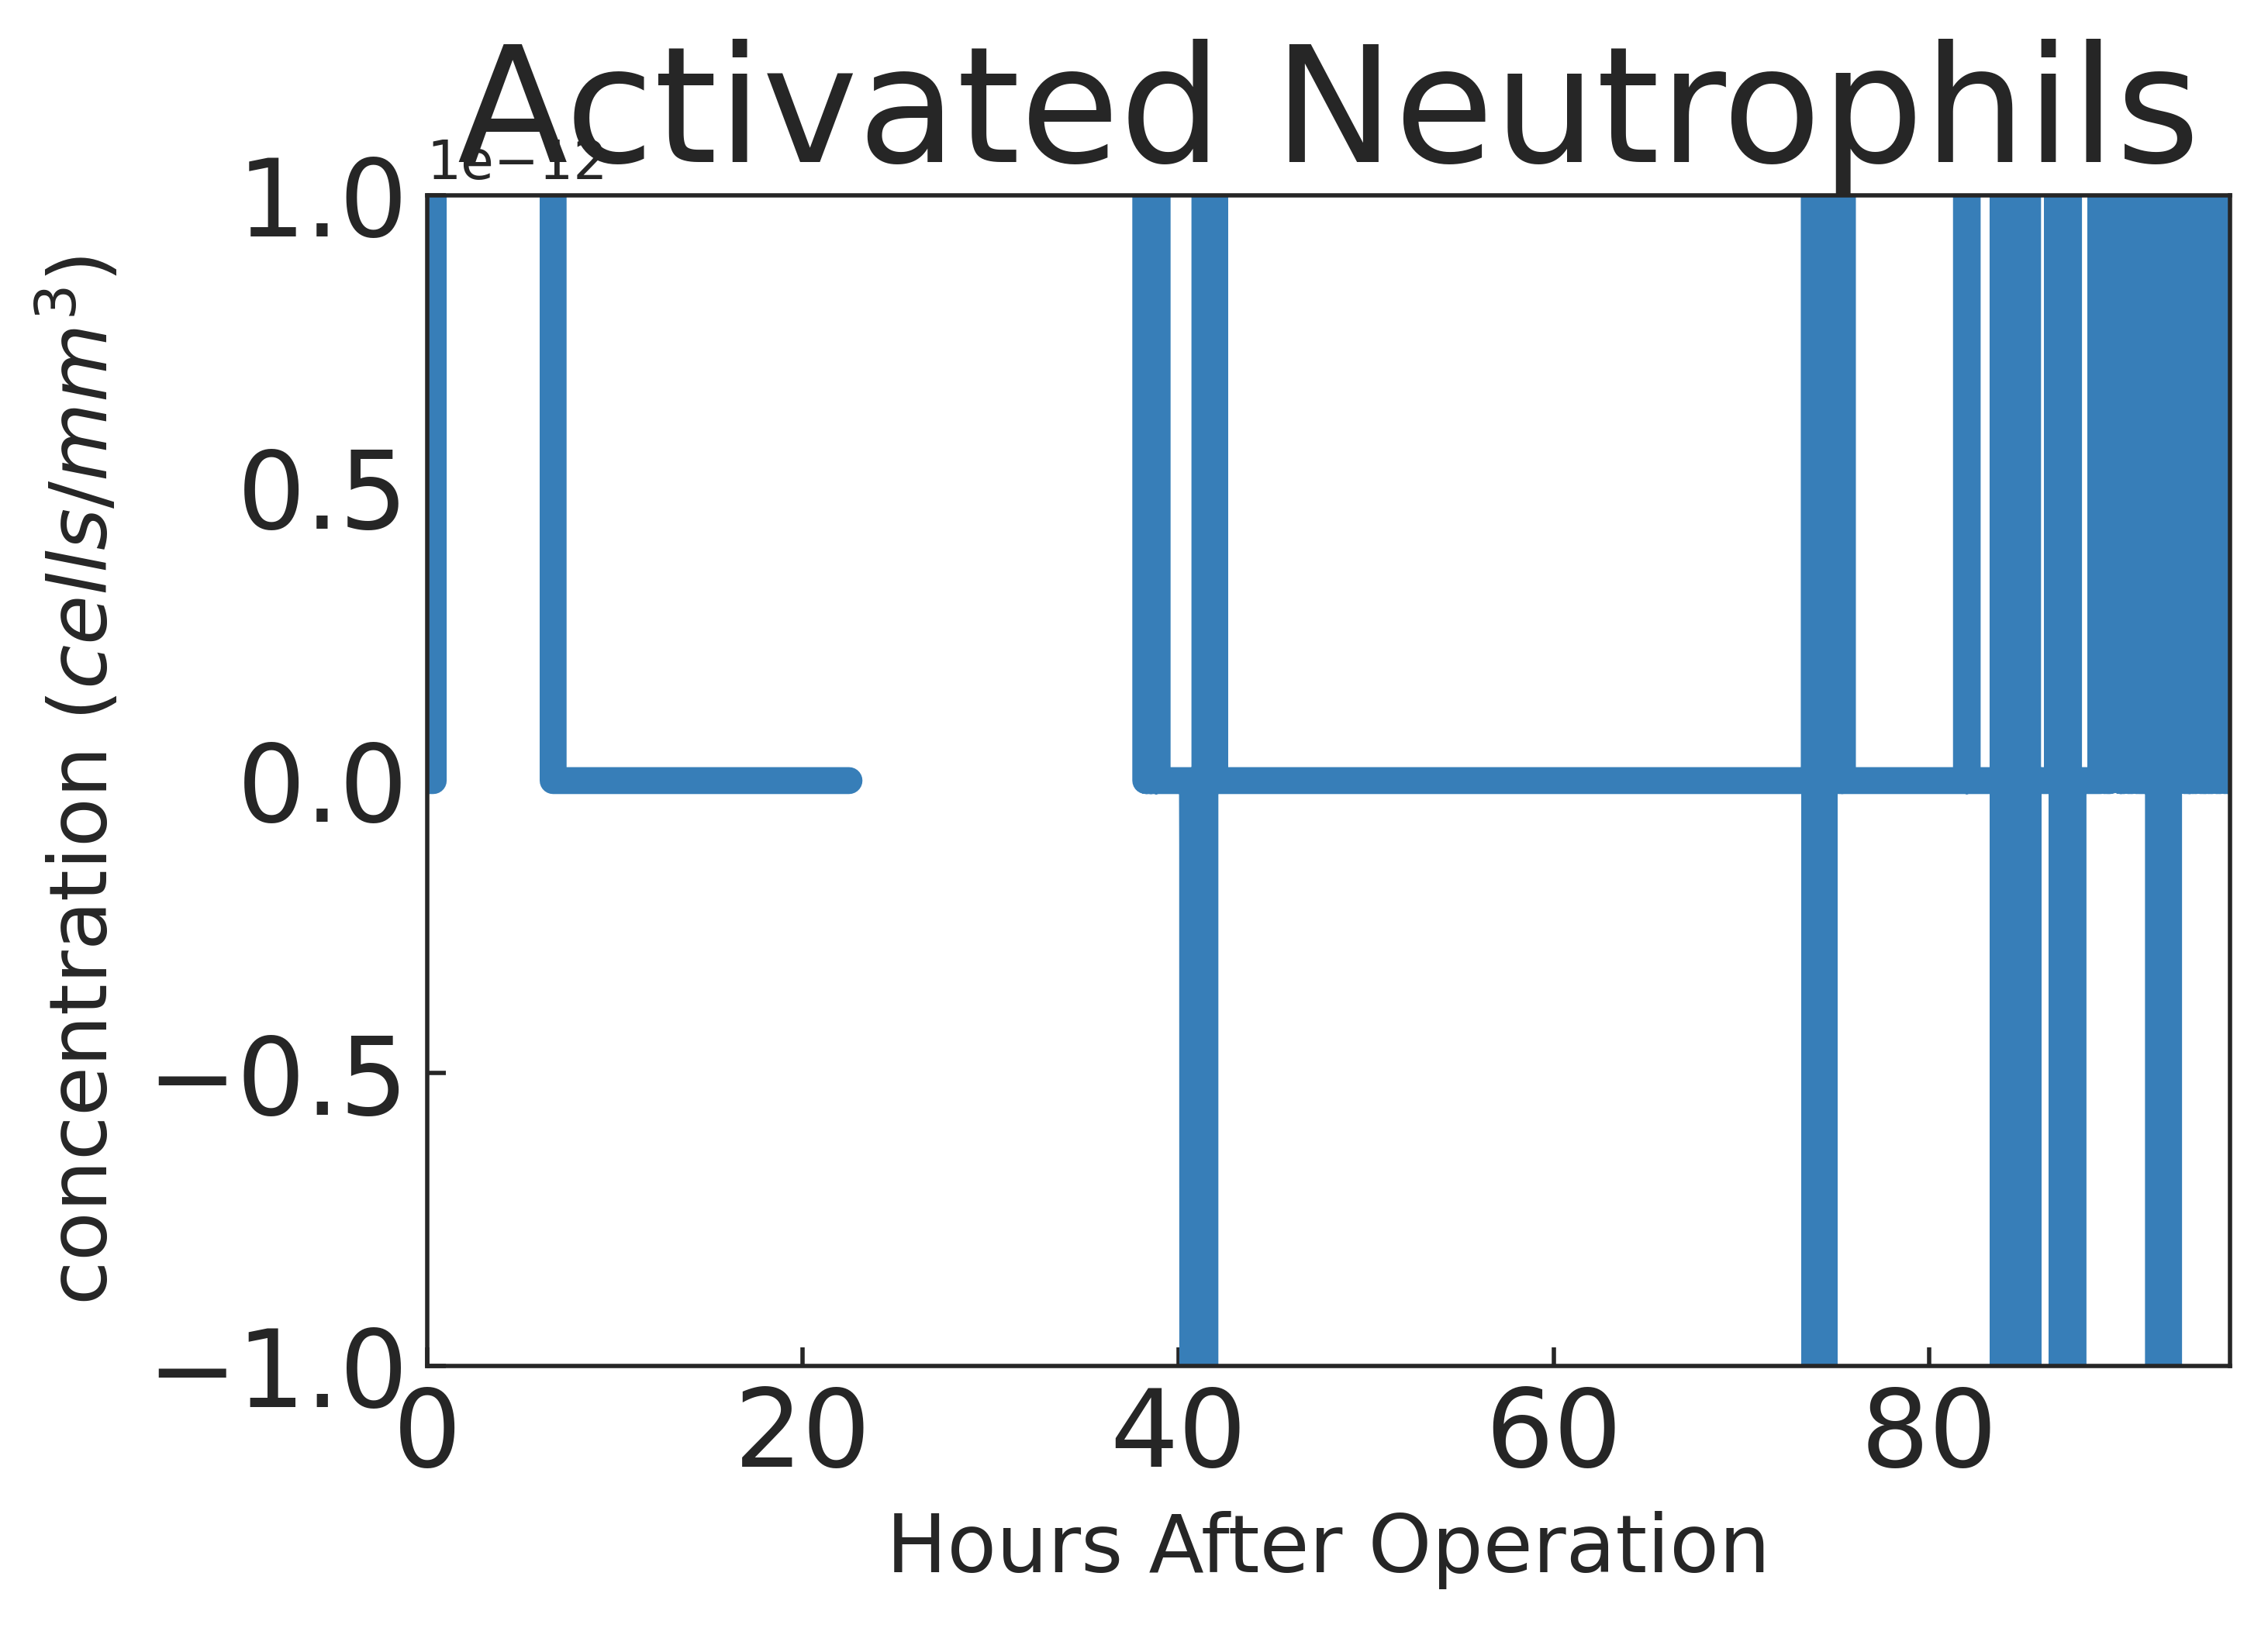 Activated Neutrophils
1e−12
1.0
0.5
0.0
−0.5
−1.0
concentration (cells/mm³)
0 20 40 60 80
Hours After Operation